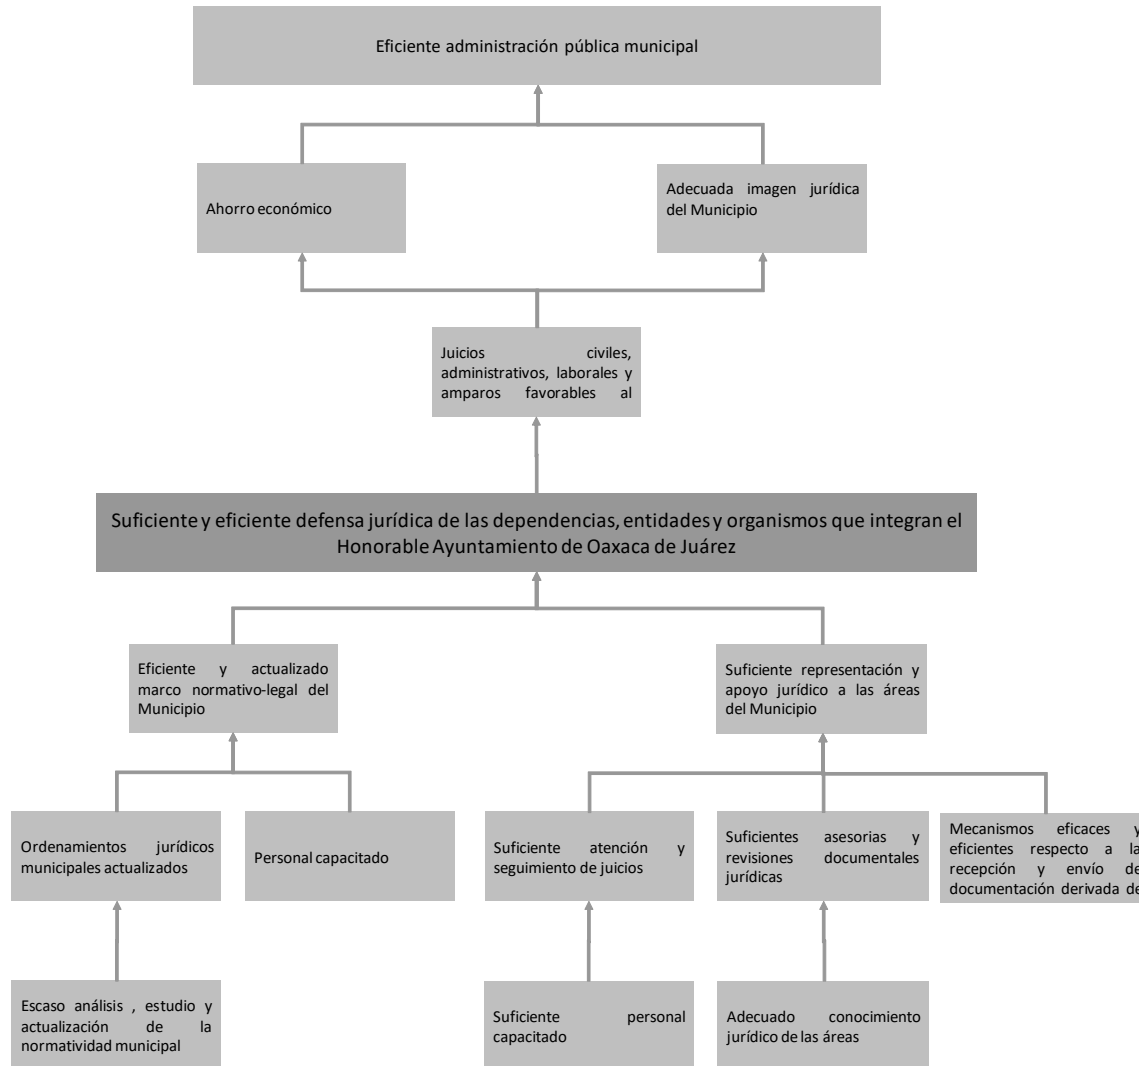 Eficiente administración pública municipal
Ahorro económico
Adecuada imagen jurídica
del Municipio
Juicios civiles,
administrativos, laborales y
amparos favorables al
Suficiente y eficiente defensa jurídica de las dependencias, entidades y organismos que integran el
Honorable Ayuntamiento de Oaxaca de Juárez
Eficiente y actualizado
marco normativo-legal del
Municipio
Suficiente representación y
apoyo jurídico a las áreas
del Municipio
Ordenamientos jurídicos
municipales actualizados
Personal capacitado
Suficiente atención y
seguimiento de juicios
Suficientes asesorias y
revisiones documentales
jurídicas
Mecanismos eficaces y
eficientes respecto a la
recepción y envío de
documentación derivada de
Escaso análisis , estudio y
actualización de la
normatividad municipal
Suficiente personal
capacitado
Adecuado conocimiento
jurídico de las áreas